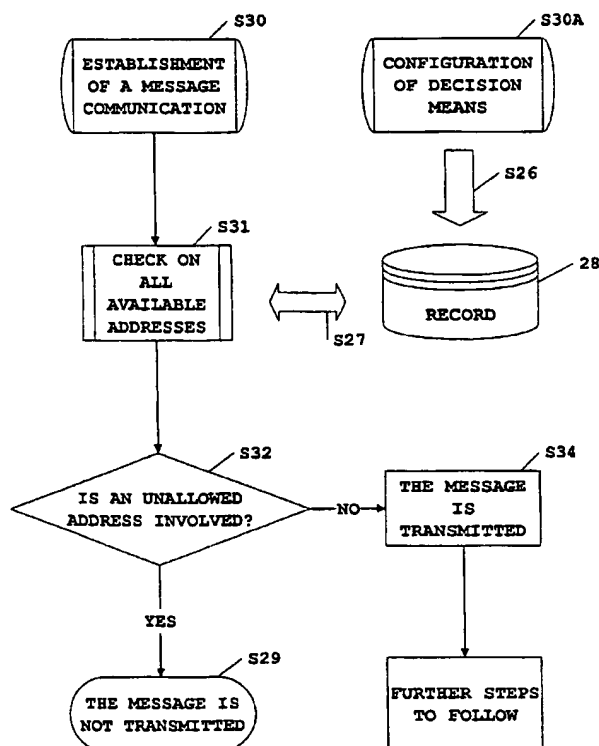 S30
ESTABLISHMENT
OF A MESSAGE
COMMUNICATION
S30A
CONFIGURATION
OF DECISION
MEANS
S26
S31
CHECK ON
ALL
AVAILABLE
ADDRESSES
S27
28
RECORD
S32
IS AN UNALLOWED
ADDRESS INVOLVED?
NO
S34
THE MESSAGE
IS
TRANSMITTED
YES
S29
THE MESSAGE IS
NOT TRANSMITTED
FURTHER STEPS
TO FOLLOW